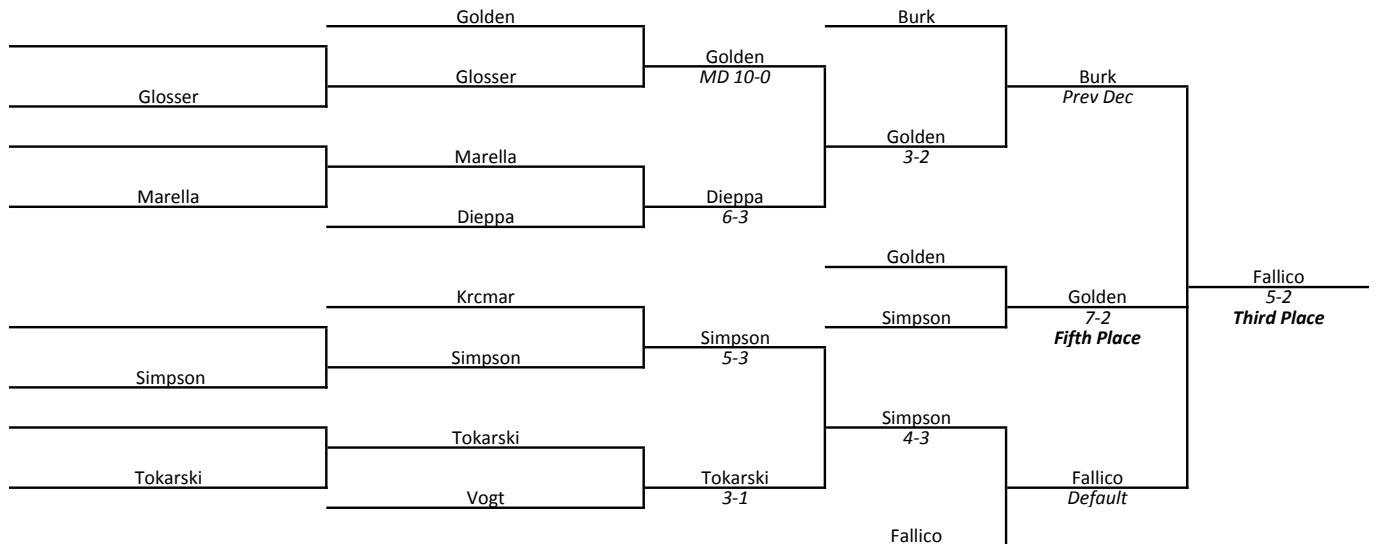 Golden
Burk
Golden
MD 10-0
Glosser
Burk
Prev Dec
Glosser
Golden
3-2
Marella
Marella
Dieppa
6-3
Dieppa
Golden
Fallico
5-2
Third Place
Krcmar
Golden
7-2
Fifth Place
Simpson
Simpson
5-3
Simpson
Simpson
Simpson
4-3
Tokarski
Tokarski
Tokarski
3-1
Fallico
Default
Vogt
Fallico